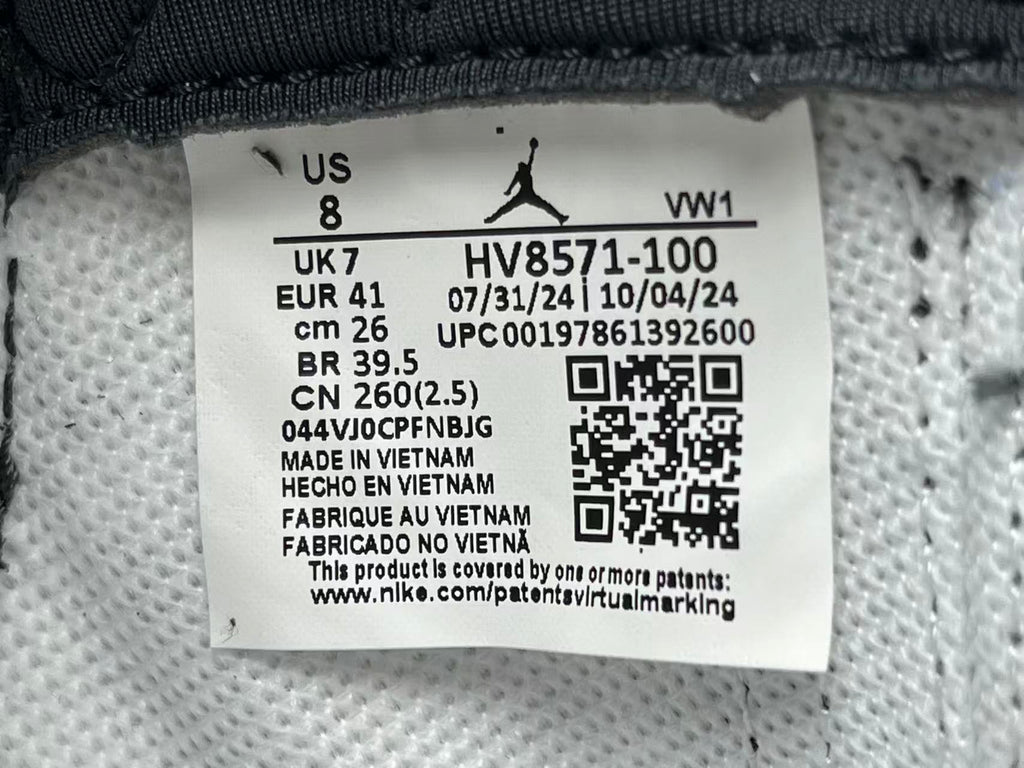 US
8
VW1
UK 7
HV8571-100
EUR 41
07/31/24 | 10/04/24
cm 26
UPC00197861392600
BR 39.5
CN 260(2.5)
044VJ0CPFNBJG
MADE IN VIETNAM
HECHO EN VIETNAM
FABRIQUE AU VIETNAM
FABRICADO NO VIETNÃ
This product is covered by one or more patents:
www.nike.com/patentsvirtualmarking